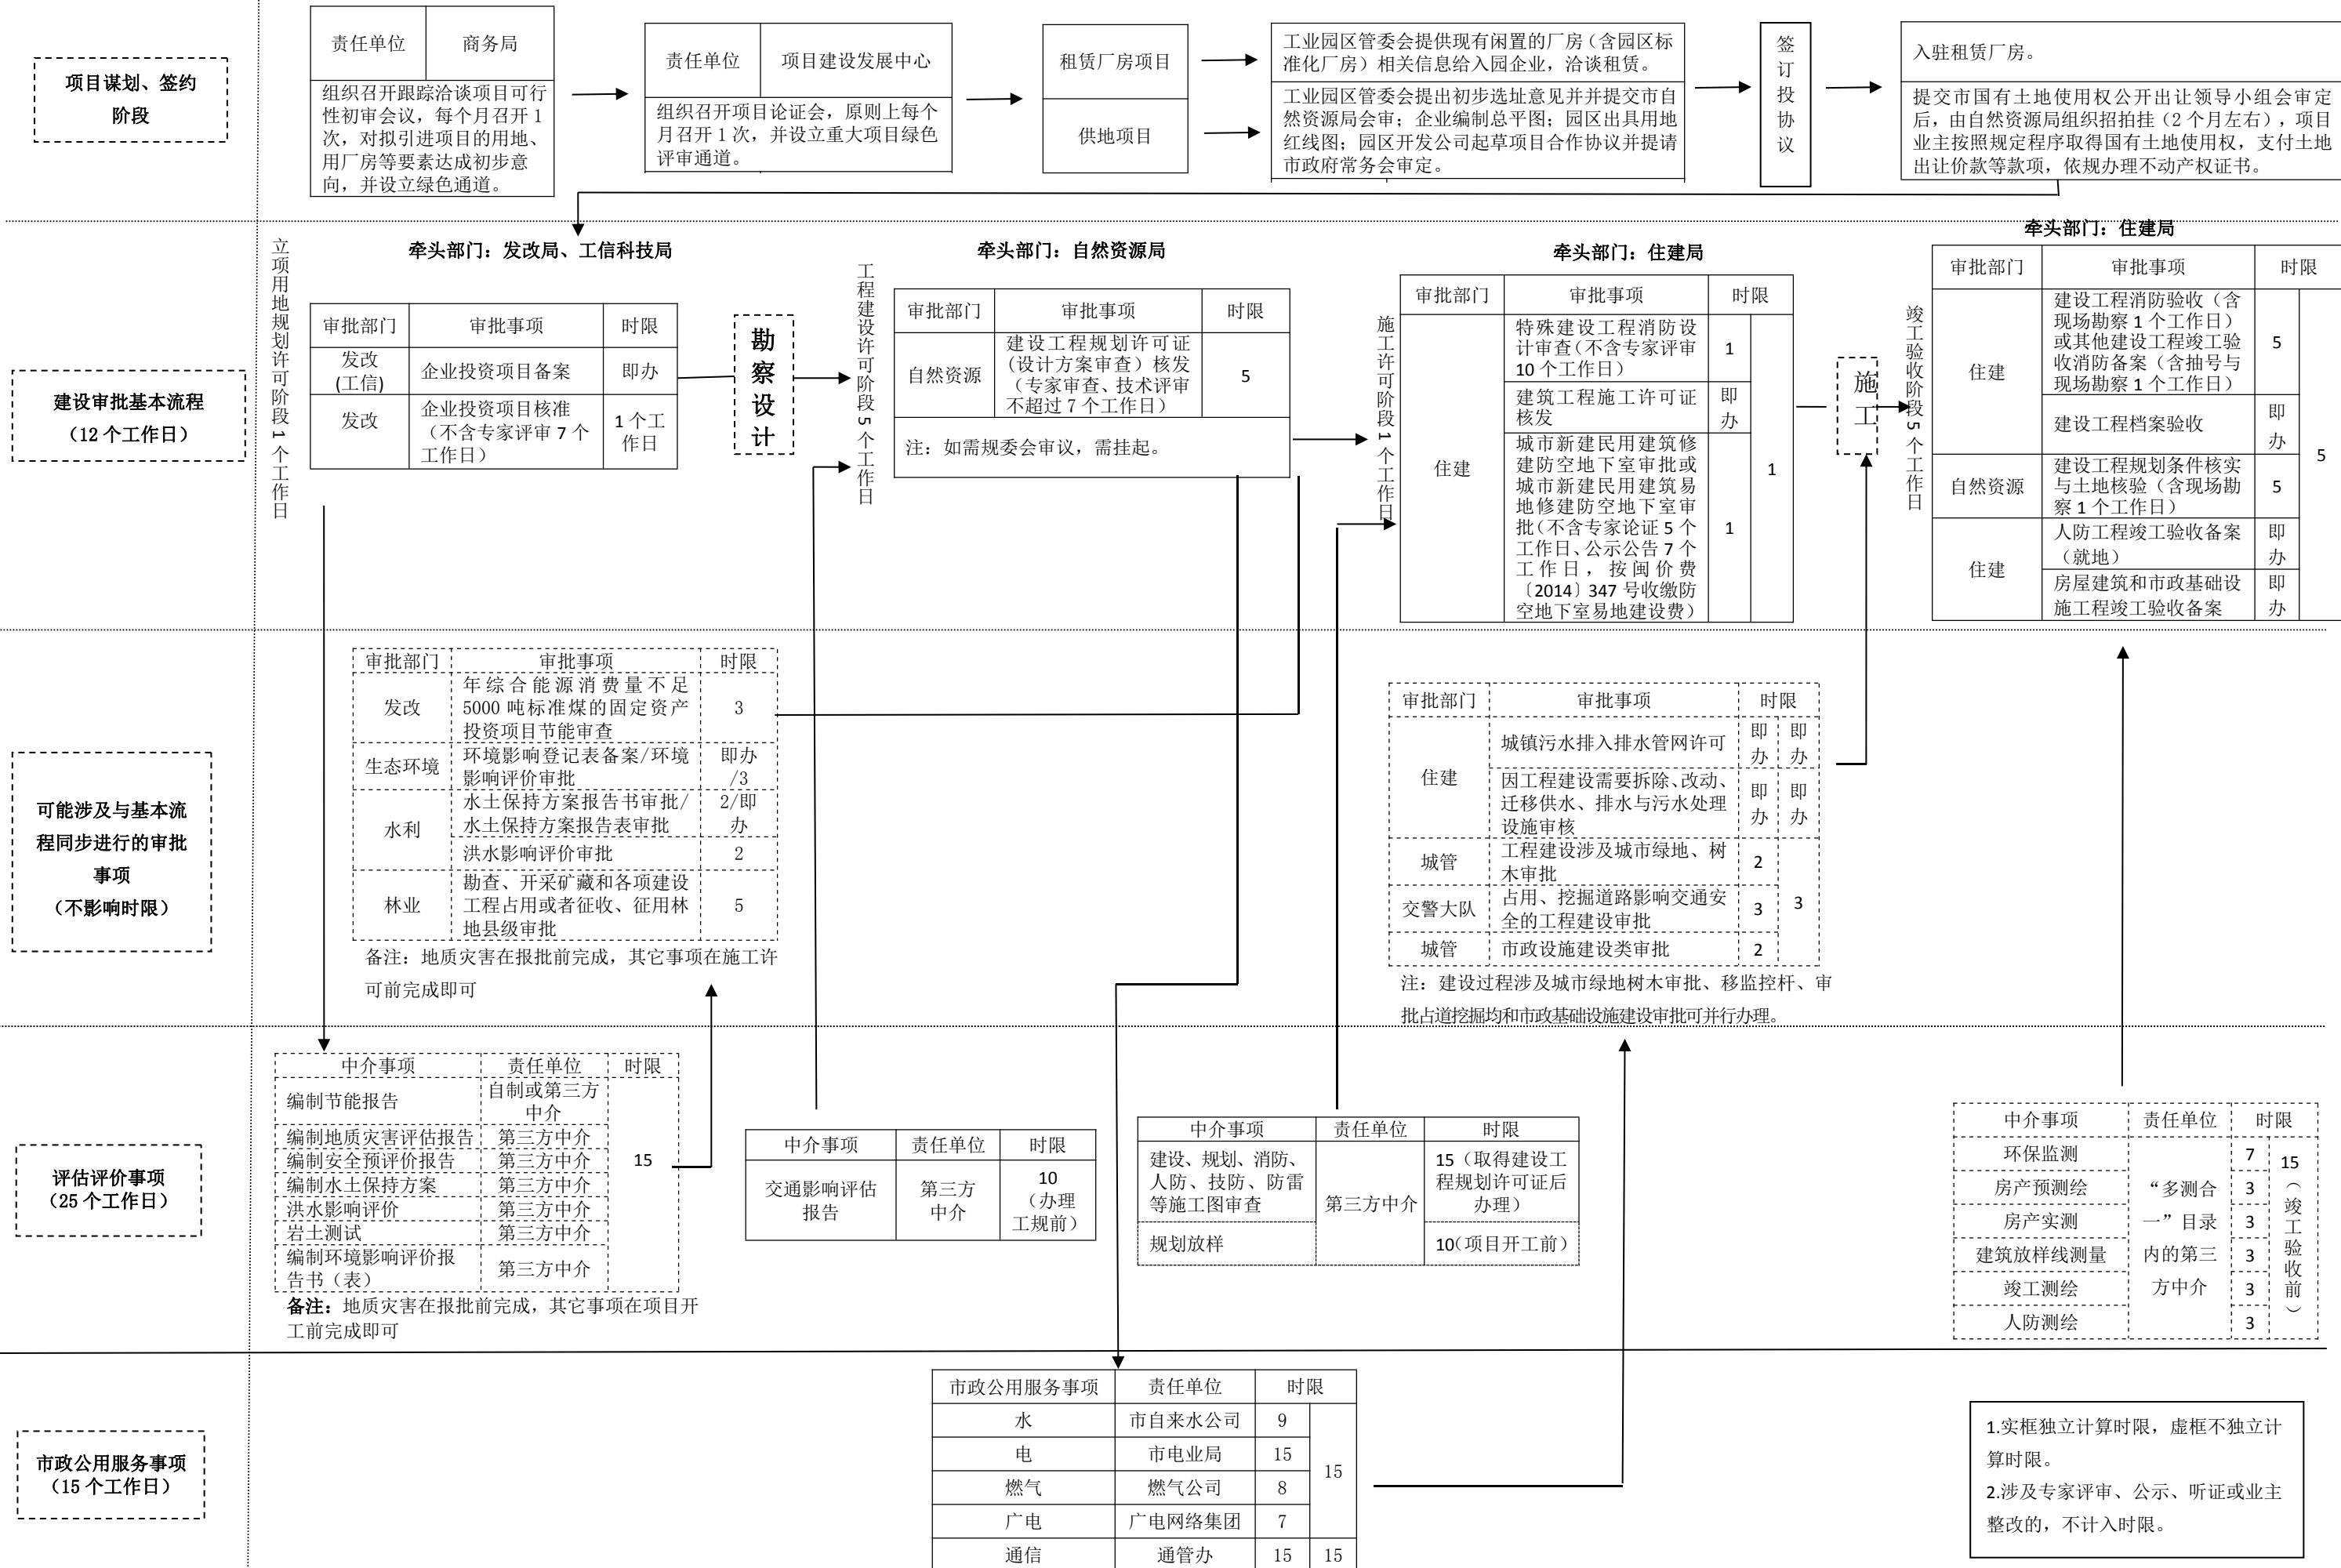 项目谋划、签约
阶段
责任单位
商务局
组织召开跟踪洽谈项目可行
性初审会议，每个月召开 1
次，对拟引进项目的用地、
用厂房等要素达成初步意
向，并设立绿色通道。
责任单位
项目建设发展中心
组织召开项目论证会，原则上每个
月召开 1 次，并设立重大项目绿色
评审通道。
租赁厂房项目
供地项目
工业园区管委会提供现有闲置的厂房（含园区标
准化厂房）相关信息给入园企业，洽谈租赁。
工业园区管委会提出初步选址意见并并提交市自
然资源局会审；企业编制总平图；园区出具用地
红线图；园区开发公司起草项目合作协议并提请
市政府常务会审定。
签
订
投
协
议
入驻租赁厂房。
提交市国有土地使用权公开出让领导小组会审定
后，由自然资源局组织招拍挂（2 个月左右），项目
业主按照规定程序取得国有土地使用权，支付土地
出让价款等款项，依规办理不动产权证书。
建设审批基本流程
（12 个工作日）
立项用地规划许可阶段 1 个工作日
牵头部门：发改局、工信科技局
审批部门 审批事项 时限
发改
(工信)
企业投资项目备案
即办
发改
企业投资项目核准
（不含专家评审 7 个
工作日）
1 个工
作日
勘察设计
工程建设许可阶段 5 个工作日
牵头部门：自然资源局
审批部门 审批事项 时限
自然资源
建设工程规划许可证
（设计方案审查）核发
（专家审查、技术评审
不超过 7 个工作日）
5
注：如需规委会审议，需挂起。
施工许可阶段 1 个工作日
牵头部门：住建局
审批部门 审批事项 时限
住建
特殊建设工程消防设
计审查（不含专家评审
10 个工作日）
1
建筑工程施工许可证
核发
即
办
城市新建民用建筑修
建防空地下室审批或
城市新建民用建筑易
地修建防空地下室审
批（不含专家论证 5 个
工作日、公示公告 7 个
工作日，按闽价费
〔2014〕347 号收缴防
空地下室易地建设费）
1
1
施
工
竣工验收阶段 5 个工作日
牵头部门：住建局
审批部门 审批事项 时限
住建
建设工程消防验收（含
现场勘察 1 个工作日）
或其他建设工程竣工验
收消防备案（含抽号与
现场勘察 1 个工作日）
5
建设工程档案验收
即
办
自然资源
建设工程规划条件核实
与土地核验（含现场勘
察 1 个工作日）
5
住建
人防工程竣工验收备案
（就地）
即
办
房屋建筑和市政基础设
施工程竣工验收备案
即
办
5
可能涉及与基本流
程同步进行的审批
事项
（不影响时限）
审批部门 审批事项 时限
发改
年综合能源消费量不足
5000 吨标准煤的固定资产
投资项目节能审查
3
生态环境
环境影响登记表备案/环境
影响评价审批
即办
/3
水利
水土保持方案报告书审批/
水土保持方案报告表审批
2/即
办
洪水影响评价审批 2
林业
勘查、开采矿藏和各项建设
工程占用或者征收、征用林
地县级审批
5
备注：地质灾害在报批前完成，其它事项在施工许
可前完成即可
审批部门 审批事项 时限
住建
城镇污水排入排水管网许可
即
办
即
办
因工程建设需要拆除、改动、
迁移供水、排水与污水处理
设施审核
即
办
即
办
城管
工程建设涉及城市绿地、树
木审批
2
交警大队
占用、挖掘道路影响交通安
全的工程建设审批
3
3
城管 市政设施建设类审批 2
注：建设过程涉及城市绿地树木审批、移监控杆、审
批占道挖掘均和市政基础设施建设审批可并行办理。
评估评价事项
（25 个工作日）
中介事项 责任单位 时限
编制节能报告
自制或第三方
中介
编制地质灾害评估报告 第三方中介
编制安全预评价报告 第三方中介
15
编制水土保持方案 第三方中介
洪水影响评价 第三方中介
岩土测试 第三方中介
编制环境影响评价报
告书（表）
第三方中介
备注：地质灾害在报批前完成，其它事项在项目开
工前完成即可
中介事项 责任单位 时限
交通影响评估
报告
第三方
中介
10
（办理
工规前）
中介事项 责任单位 时限
建设、规划、消防、
人防、技防、防雷
等施工图审查
第三方中介
15（取得建设工
程规划许可证后
办理）
规划放样
10(项目开工前)
中介事项 责任单位 时限
环保监测 7
房产预测绘 3
房产实测 3
建筑放样线测量 3
竣工测绘 3
人防测绘 3
“多测合
一”目录
内的第三
方中介
15（竣工验收前）
市政公用服务事项
（15 个工作日）
市政公用服务事项 责任单位 时限
水 市自来水公司 9
电 市电业局 15
15
燃气 燃气公司 8
广电 广电网络集团 7
通信 通管办 15 15
1.实框独立计算时限，虚框不独立计
算时限。
2.涉及专家评审、公示、听证或业主
整改的，不计入时限。